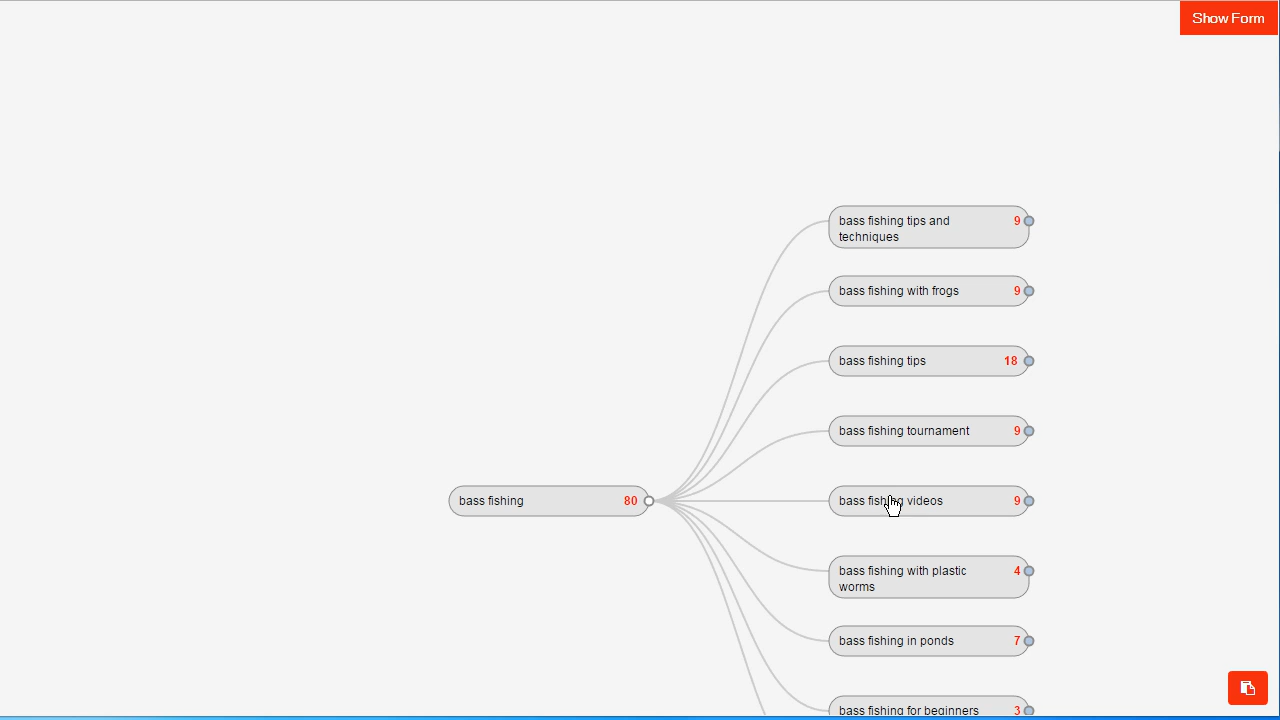 Show Form
bass fishing tips and 9
techniques
bass fishing with frogs 9
bass fishing tips 18
bass fishing tournament 9
bass fishing 80
bass fishing videos 9
bass fishing with plastic 4
worms
bass fishing in ponds 7
bass fishing for beginners 3